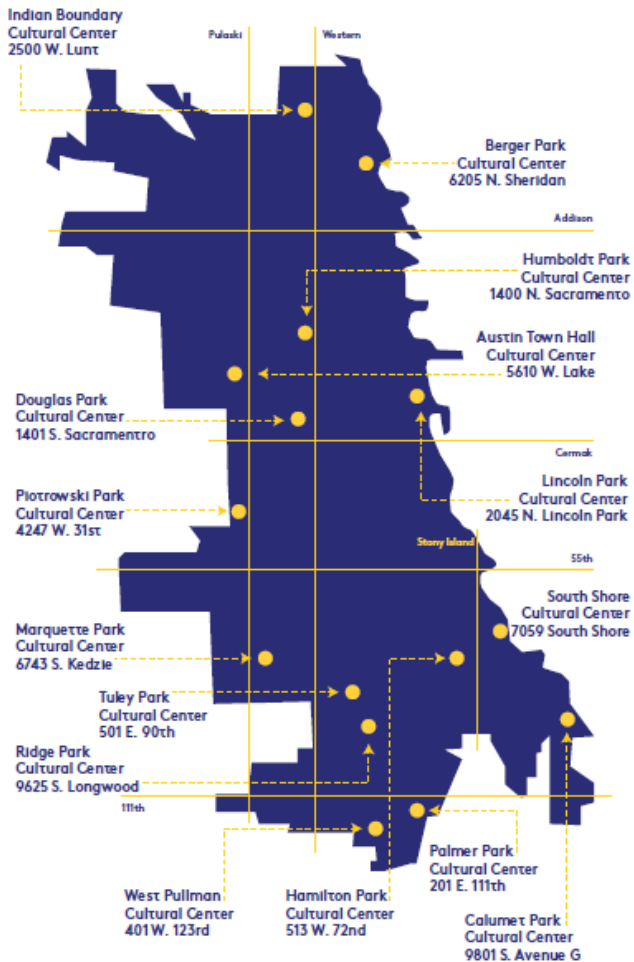 Indian Boundary
Cultural Center
2500 W. Lunt
Pulaski
Western
Berger Park
Cultural Center
6205 N. Sheridan
Addison
Humboldt Park
Cultural Center
1400 N. Sacramento
Austin Town Hall
Cultural Center
5610 W. Lake
Douglas Park
Cultural Center
1401 S. Sacramentro
Cermak
Lincoln Park
Cultural Center
2045 N. Lincoln Park
Piotrowski Park
Cultural Center
4247 W. 31st
Stony Island
55th
South Shore
Cultural Center
7059 South Shore
Marquette Park
Cultural Center
6743 S. Kedzie
Tuley Park
Cultural Center
501 E. 90th
Ridge Park
Cultural Center
9625 S. Longwood
111th
Palmer Park
Cultural Center
201 E. 111th
West Pullman
Cultural Center
401 W. 123rd
Hamilton Park
Cultural Center
513 W. 72nd
Calumet Park
Cultural Center
9801 S. Avenue G